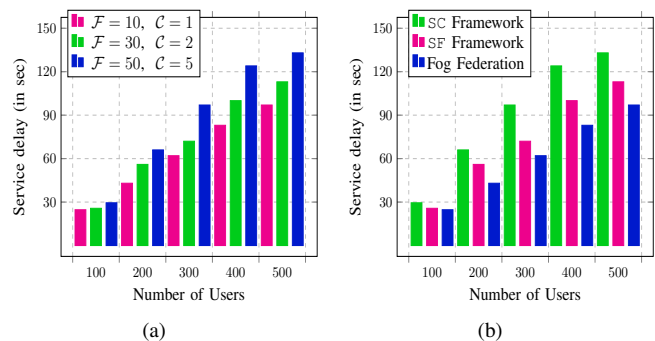 150
120
90
60
30
Service delay (in sec)
ℱ = 10, 𝒞 = 1
ℱ = 30, 𝒞 = 2
ℱ = 50, 𝒞 = 5
100 200 300 400 500
Number of Users
(a)
150
120
90
60
30
Service delay (in sec)
SC Framework
SF Framework
Fog Federation
100 200 300 400 500
Number of Users
(b)